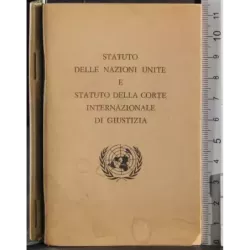 STATUTO
DELLE NAZIONI UNITE
E
STATUTO DELLA CORTE
INTERNAZIONALE
DI GIUSTIZIA